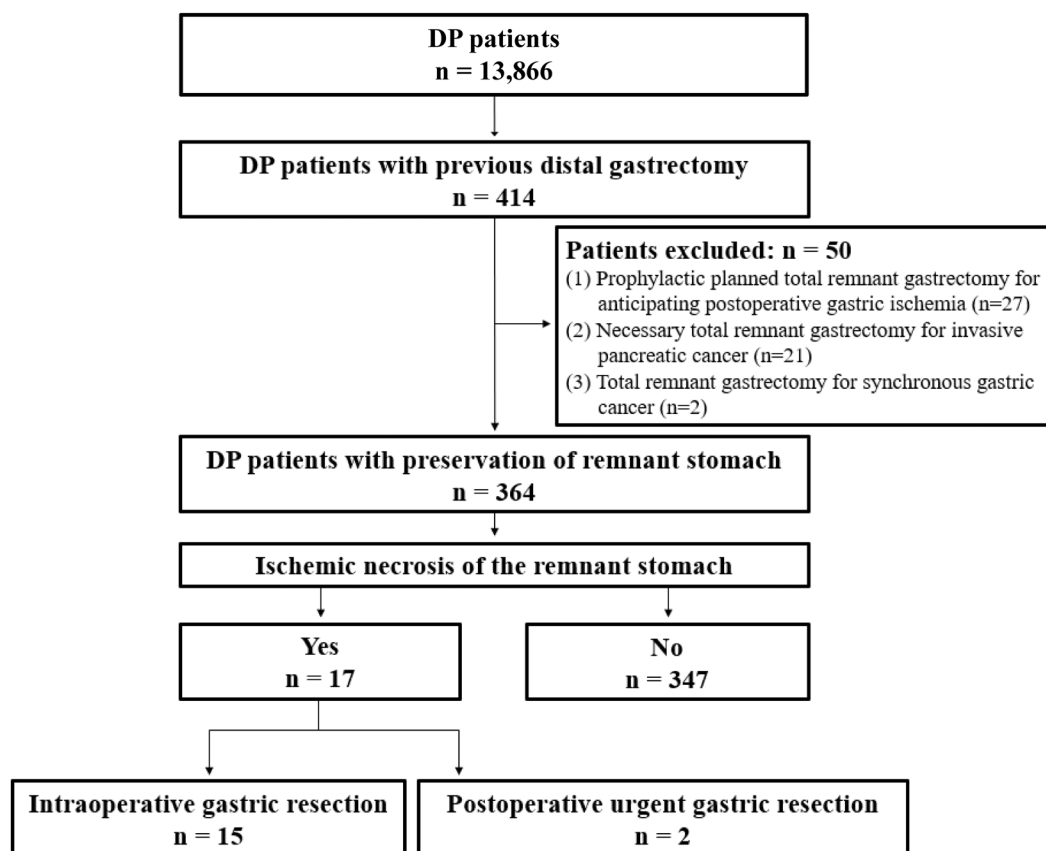 DP patients
n = 13,866
DP patients with previous distal gastrectomy
n = 414
Patients excluded: n = 50
(1) Prophylactic planned total remnant gastrectomy for
anticipating postoperative gastric ischemia (n=27)
(2) Necessary total remnant gastrectomy for invasive
pancreatic cancer (n=21)
(3) Total remnant gastrectomy for synchronous gastric
cancer (n=2)
DP patients with preservation of remnant stomach
n = 364
Ischemic necrosis of the remnant stomach
Yes
n = 17
No
n = 347
Intraoperative gastric resection
n = 15
Postoperative urgent gastric resection
n = 2